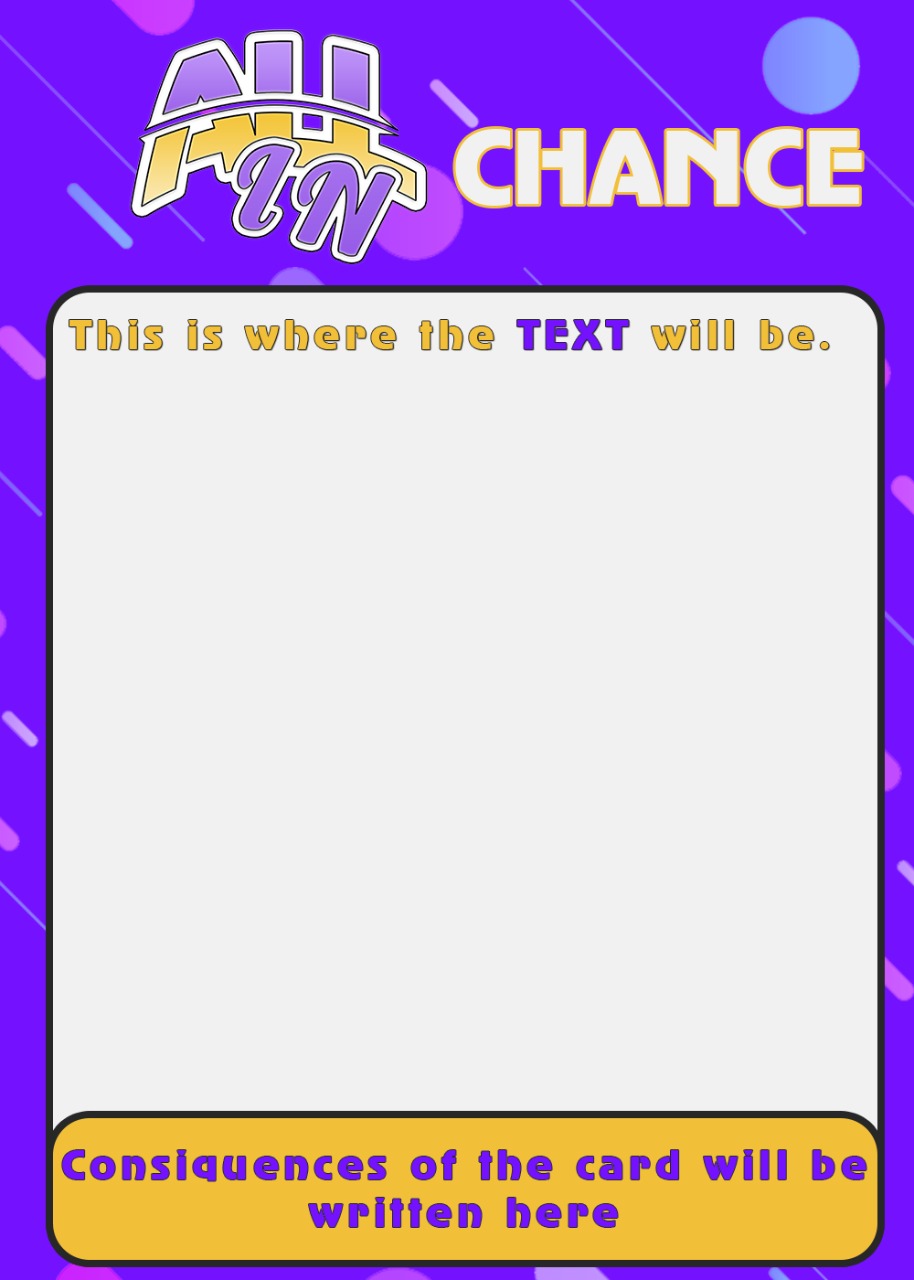 ALL
IN
CHANCE
This is where the TEXT will be.
Consiquences of the card will be
written here